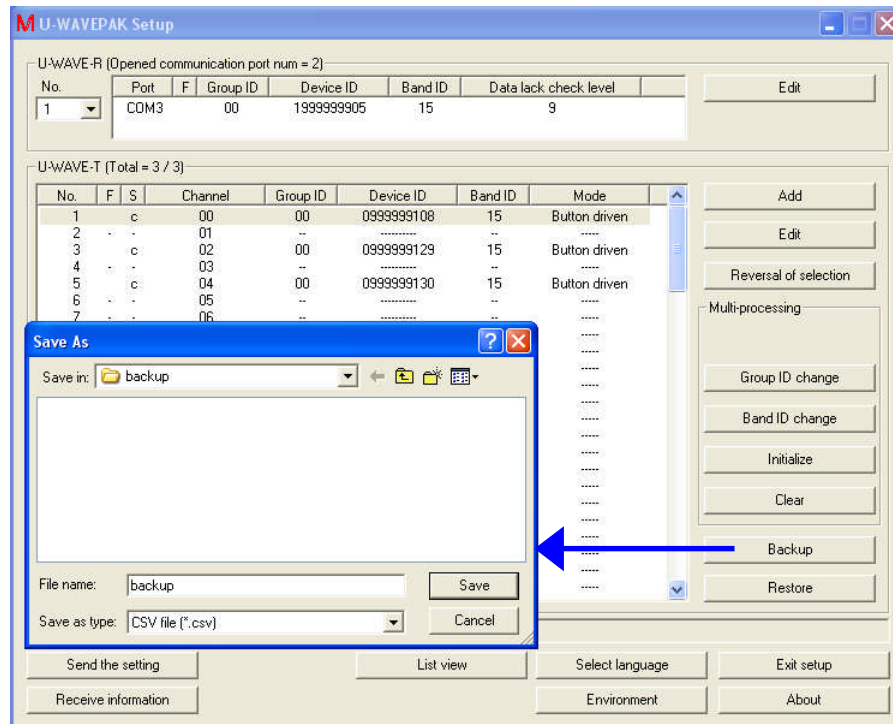 M U-WAVEPAK Setup
U-WAVE-R (Opened communication port num = 2)
No. Port F Group ID Device ID Band ID Data lack check level Edit
1 COM3 00 1999999905 15 9
U-WAVE-T (Total = 3 / 3)
No. F S Channel Group ID Device ID Band ID Mode Add
1 c 00 00 0999999108 15 Button driven
2 - - 01 -- ---------- -- -----
Edit
3 c 02 00 0999999129 15 Button driven
4 - - 03 -- ---------- -- -----
Reversal of selection
5 c 04 00 0999999130 15 Button driven
6 - - 05 -- ---------- -- -----
Multi-processing
7 - - 06 -- ---------- -- -----
Save As
-----
-----
Save in: backup
-----
Group ID change
-----
-----
Band ID change
-----
-----
Initialize
-----
-----
Clear
-----
-----
-----
Backup
-----
-----
File name: backup Save
-----
Restore
Save as type: CSV file (*.csv) Cancel
Send the setting List view Select language Exit setup
Receive information Environment About